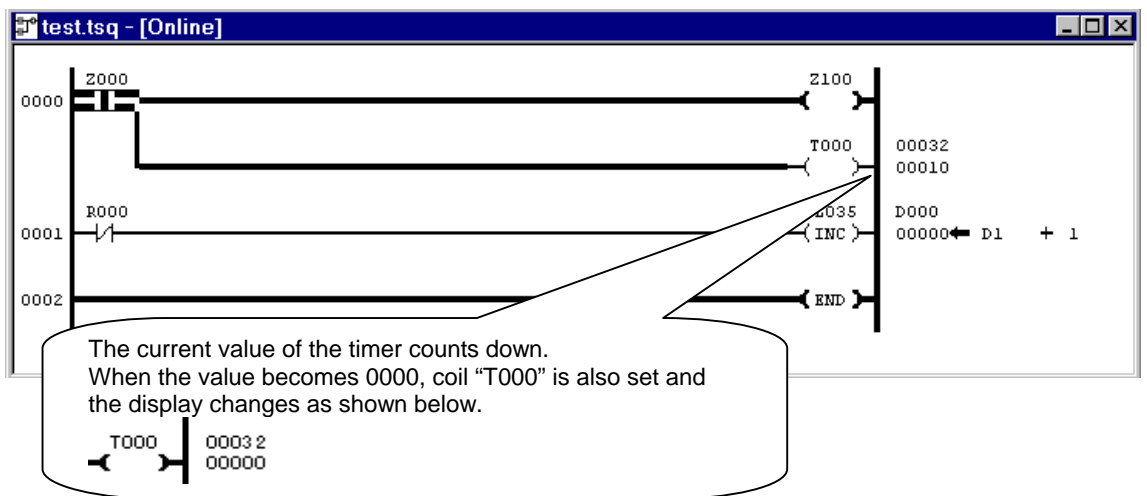 test.tsq - [Online]
Z000 Z100
0000
T000 00032
00010
R000 Z035 D000
0001 INC 00000 D1 + 1
0002 END
The current value of the timer counts down.
When the value becomes 0000, coil “T000” is also set and
the display changes as shown below.
T000 00032
00000